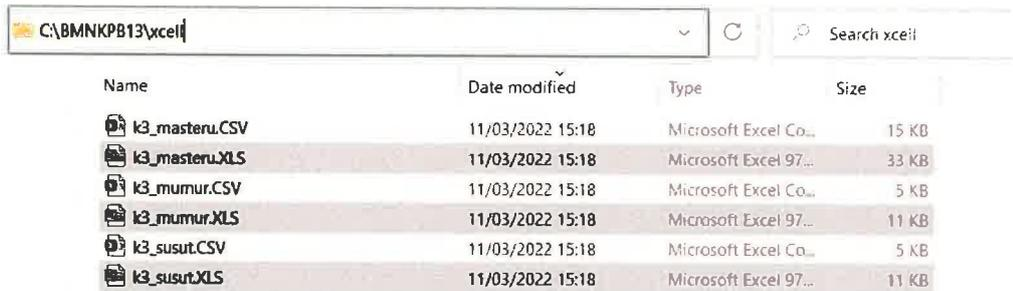 C:\BMNKPB13\xcell Search xcell
Name Date modified Type Size
k3_masteru.CSV 11/03/2022 15:18 Microsoft Excel Co... 15 KB
k3_masteru.XLS 11/03/2022 15:18 Microsoft Excel 97... 33 KB
k3_mumur.CSV 11/03/2022 15:18 Microsoft Excel Co... 5 KB
k3_mumur.XLS 11/03/2022 15:18 Microsoft Excel 97... 11 KB
k3_susut.CSV 11/03/2022 15:18 Microsoft Excel Co... 5 KB
k3_susut.XLS 11/03/2022 15:18 Microsoft Excel 97... 11 KB